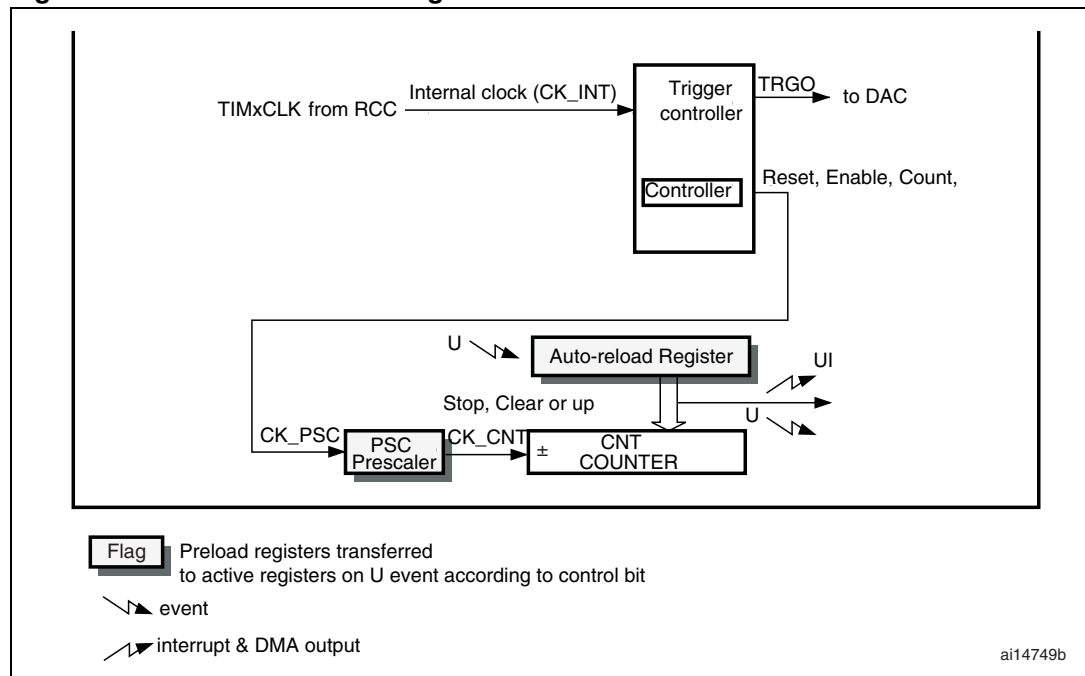 TIMxCLK from RCC
Internal clock (CK_INT)
Trigger
controller
TRGO
to DAC
Controller
Reset, Enable, Count,
U
Auto-reload Register
UI
Stop, Clear or up
U
CK_PSC
PSC
Prescaler
CK_CNT
±
CNT
COUNTER
Flag
Preload registers transferred
to active registers on U event according to control bit
event
interrupt & DMA output
ai14749b